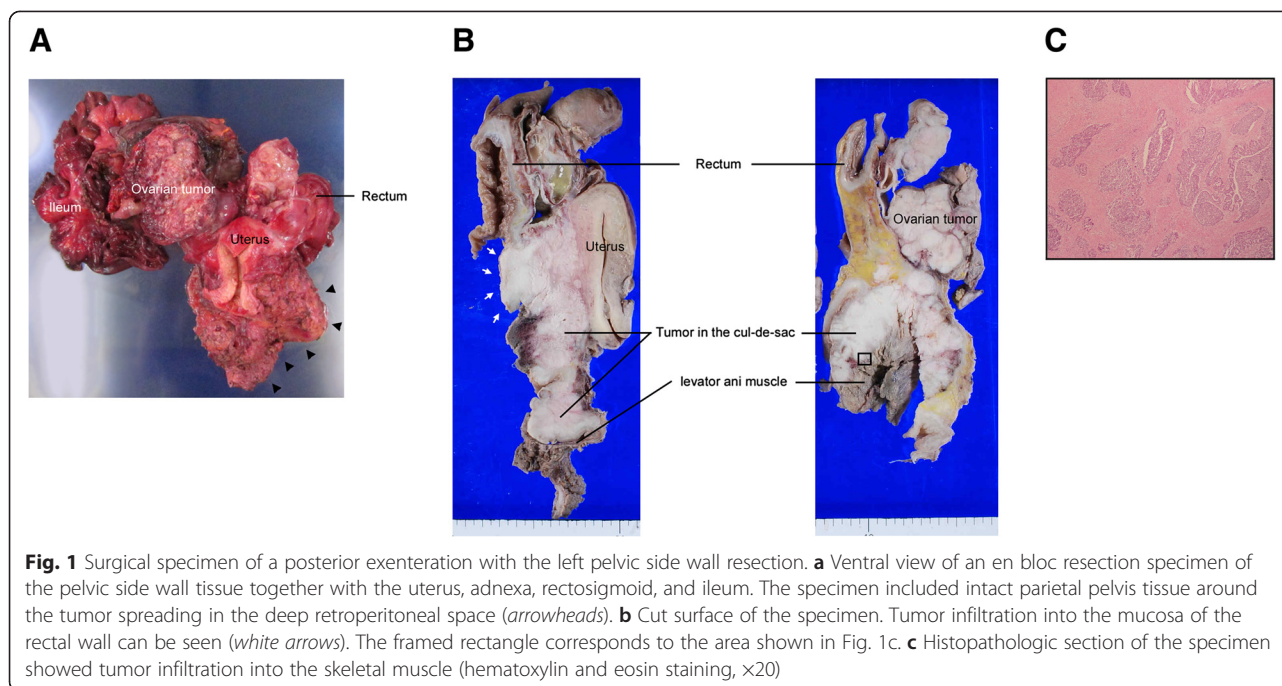 A
B
C
Ileum
Ovarian tumor
Uterus
Rectum
Rectum
Uterus
Ovarian tumor
Tumor in the cul-de-sac
levator ani muscle
Fig. 1 Surgical specimen of a posterior exenteration with the left pelvic side wall resection. a Ventral view of an en bloc resection specimen of
the pelvic side wall tissue together with the uterus, adnexa, rectosigmoid, and ileum. The specimen included intact parietal pelvis tissue around
the tumor spreading in the deep retroperitoneal space (arrowheads). b Cut surface of the specimen. Tumor infiltration into the mucosa of the
rectal wall can be seen (white arrows). The framed rectangle corresponds to the area shown in Fig. 1c. c Histopathologic section of the specimen
showed tumor infiltration into the skeletal muscle (hematoxylin and eosin staining, ×20)